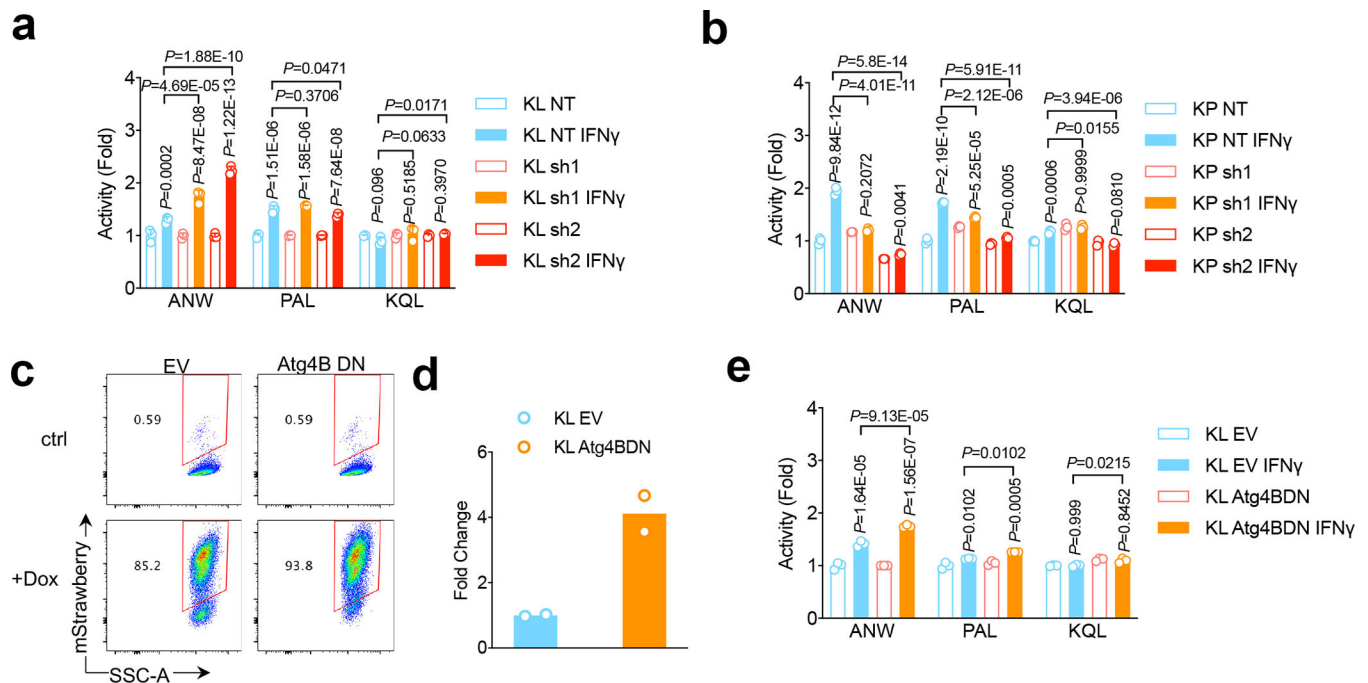 a
P=1.88E-10
P=4.69E-05
P=0.0471
P=0.3706
P=0.0171
P=0.0633
P=0.0002
P=8.47E-08
P=1.22E-13
P=1.51E-06
P=1.58E-06
P=7.64E-08
P=0.096
P=0.5185
P=0.3970
Activity (Fold)
4
3
2
1
0
ANW PAL KQL
KL NT
KL NT IFNγ
KL sh1
KL sh1 IFNγ
KL sh2
KL sh2 IFNγ
b
P=5.8E-14
P=4.01E-11
P=5.91E-11
P=2.12E-06
P=3.94E-06
P=0.0155
P=9.84E-12
P=0.2072
P=0.0041
P=2.19E-10
P=5.25E-05
P=0.0005
P=0.0006
P>0.9999
P=0.0810
Activity (Fold)
4
3
2
1
0
ANW PAL KQL
KP NT
KP NT IFNγ
KP sh1
KP sh1 IFNγ
KP sh2
KP sh2 IFNγ
c
EV Atg4B DN
ctrl
0.59 0.59
+Dox
85.2 93.8
mStrawberry
SSC-A
d
KL EV
KL Atg4BDN
Fold Change
6
4
2
0
e
P=9.13E-05
P=0.0102
P=0.0215
P=1.64E-05
P=1.56E-07
P=0.0102
P=0.0005
P=0.999
P=0.8452
Activity (Fold)
4
3
2
1
0
ANW PAL KQL
KL EV
KL EV IFNγ
KL Atg4BDN
KL Atg4BDN IFNγ